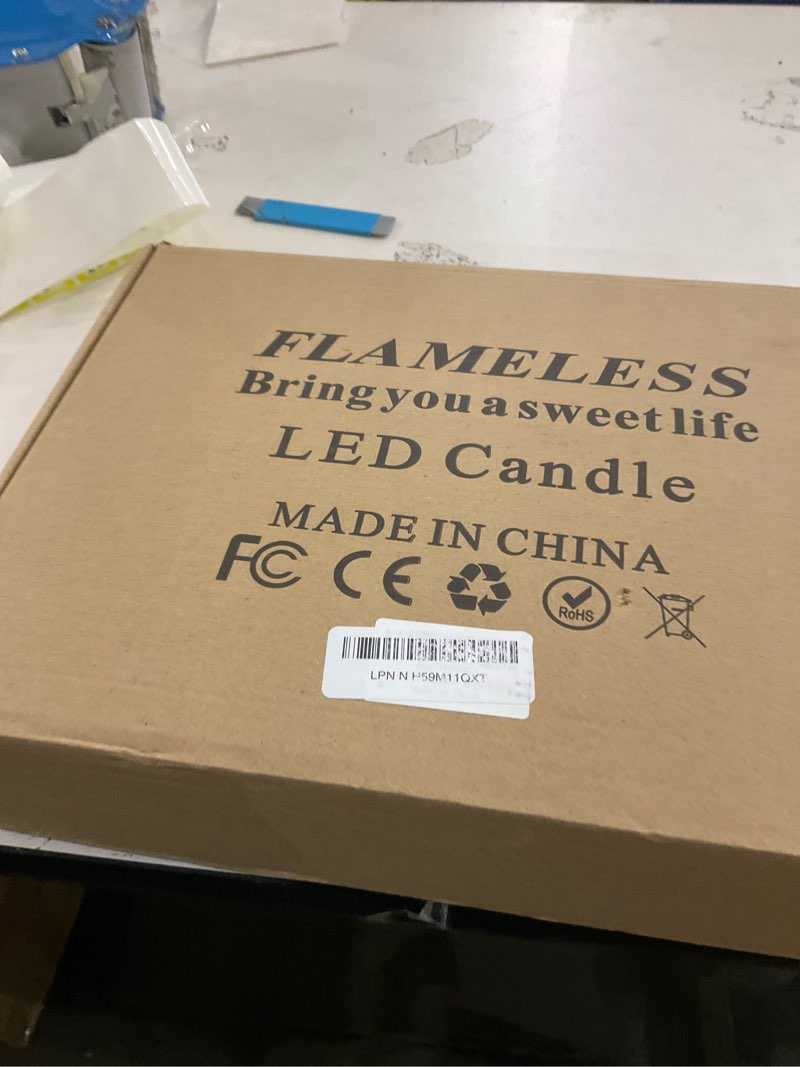 FLAMELESS
Bring you a sweet life
LED Candle
MADE IN CHINA
FC CE RoHS
LPN N H59M11QXT